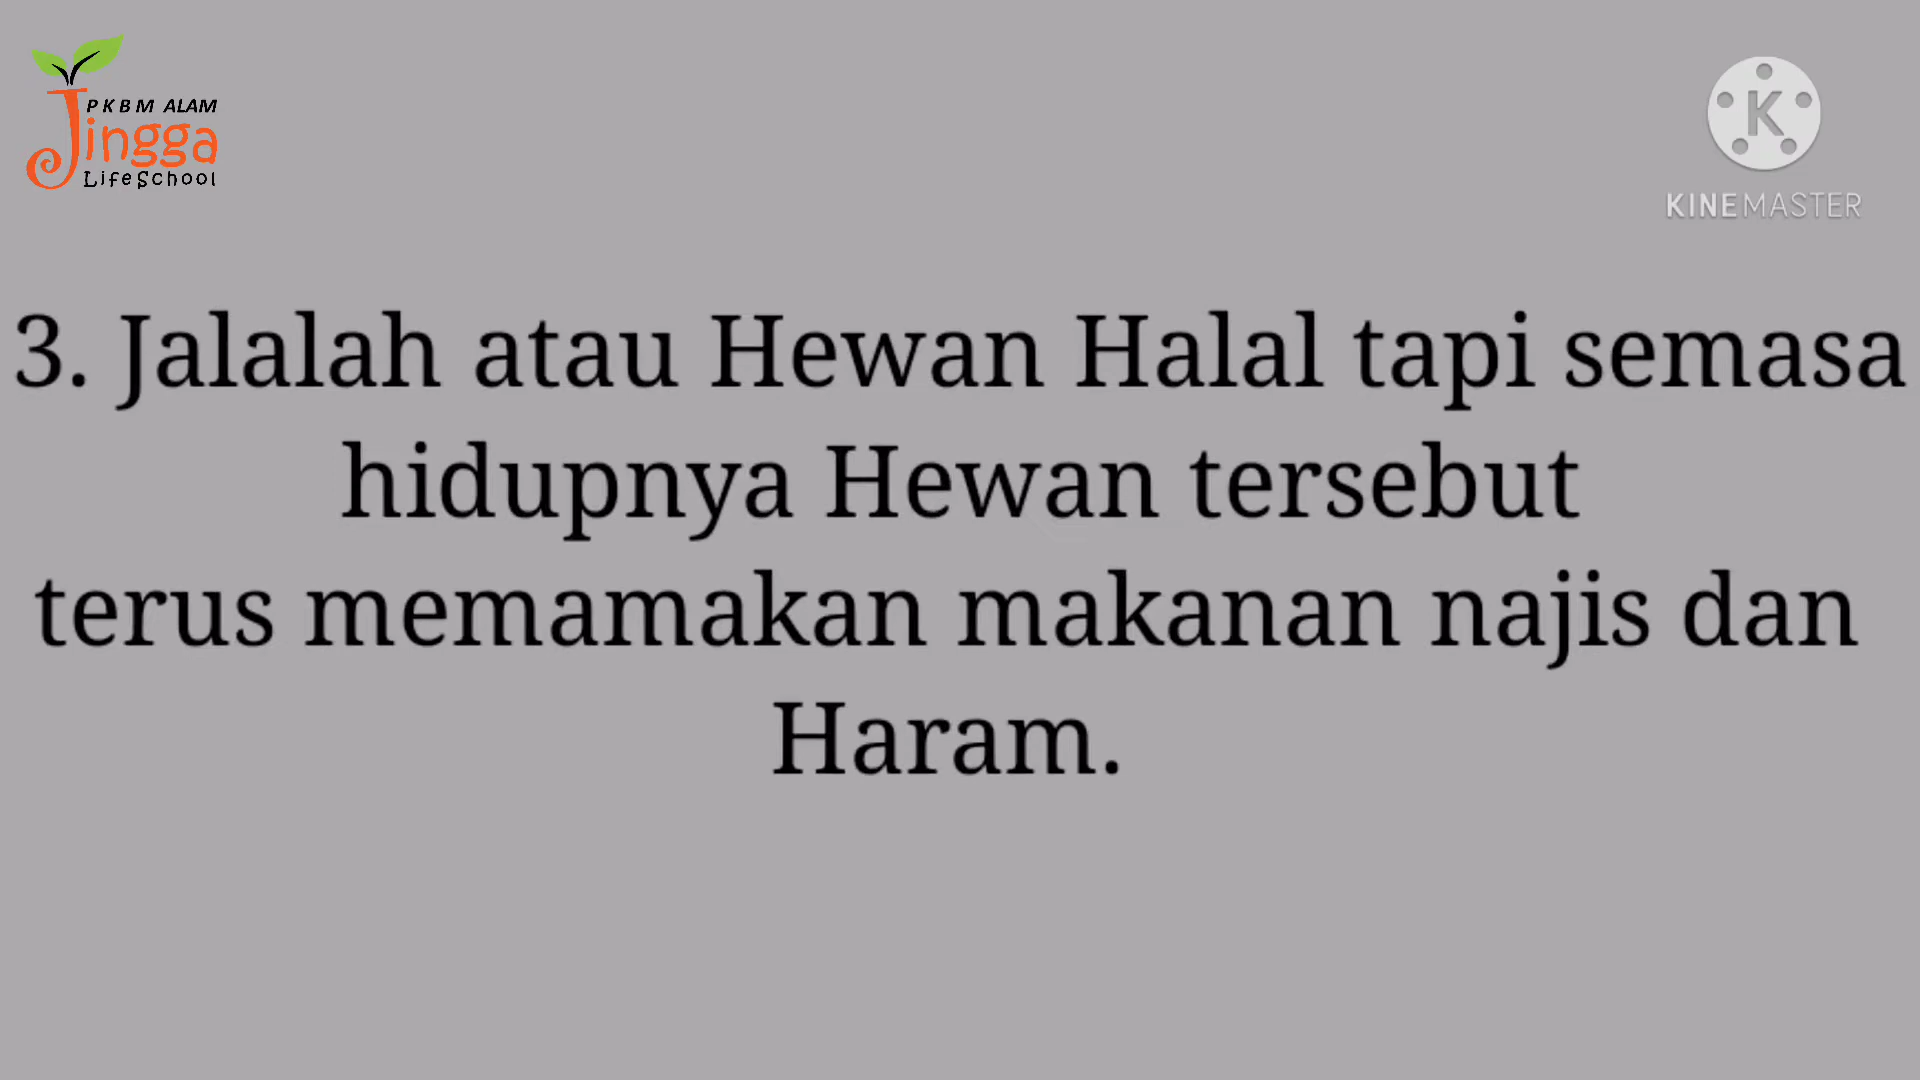 PKBM ALAM
Jingga
LifeSchool
K
KINEMASTER
3. Jalalah atau Hewan Halal tapi semasa
hidupnya Hewan tersebut
terus memamakan makanan najis dan
Haram.